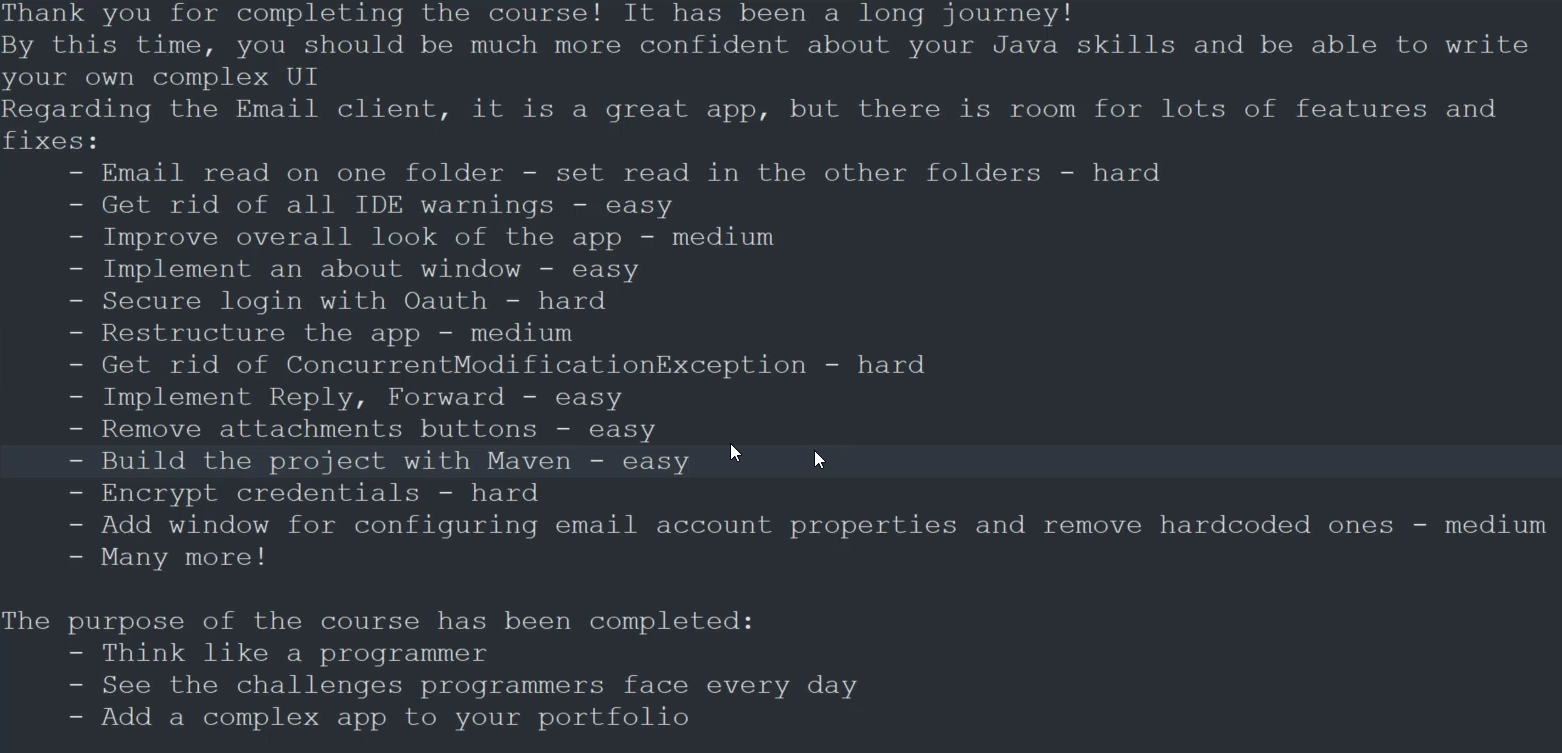 Thank you for completing the course! It has been a long journey!
By this time, you should be much more confident about your Java skills and be able to write
your own complex UI
Regarding the Email client, it is a great app, but there is room for lots of features and
fixes:
- Email read on one folder - set read in the other folders - hard
- Get rid of all IDE warnings - easy
- Improve overall look of the app - medium
- Implement an about window - easy
- Secure login with Oauth - hard
- Restructure the app - medium
- Get rid of ConcurrentModificationException - hard
- Implement Reply, Forward - easy
- Remove attachments buttons - easy
- Build the project with Maven - easy
- Encrypt credentials - hard
- Add window for configuring email account properties and remove hardcoded ones - medium
- Many more!
The purpose of the course has been completed:
- Think like a programmer
- See the challenges programmers face every day
- Add a complex app to your portfolio